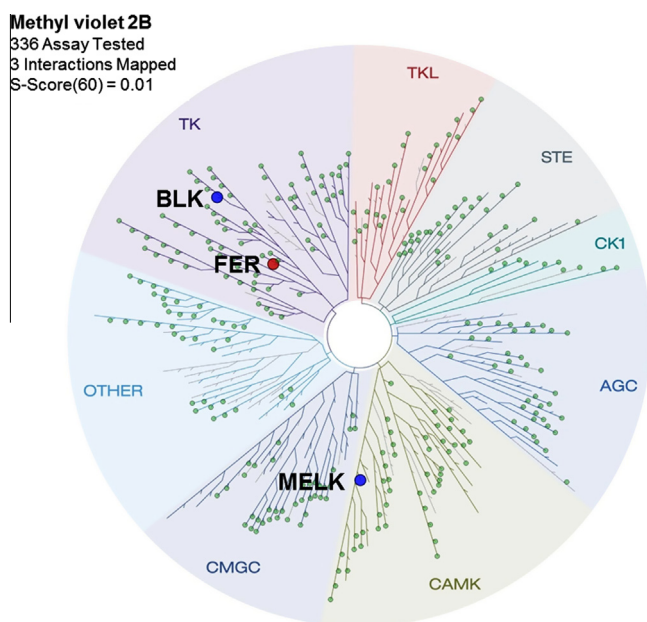 Methyl violet 2B
336 Assay Tested
3 Interactions Mapped
S-Score(60) = 0.01
TKL
TK
STE
BLK
CK1
FER
OTHER
AGC
MELK
CMGC
CAMK